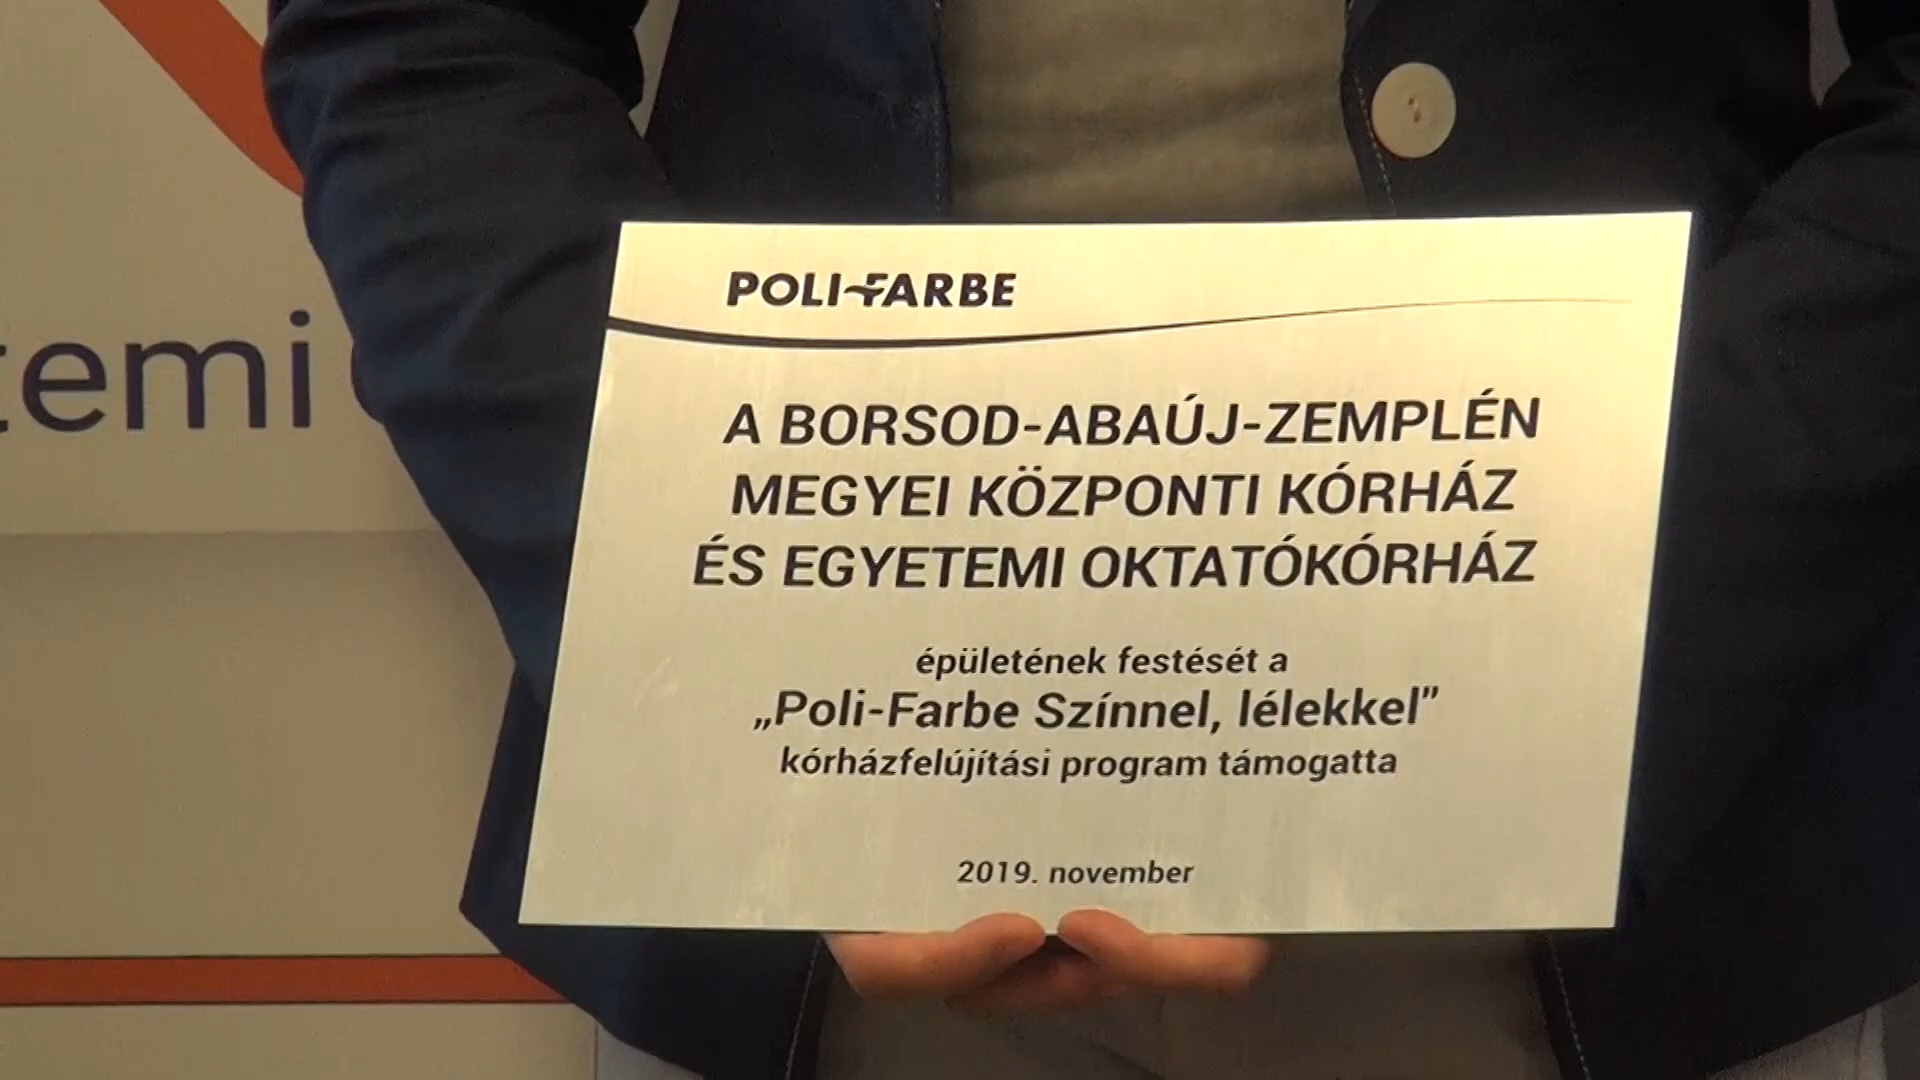 POLI-FARBE
A BORSOD-ABAÚJ-ZEMPLÉN
MEGYEI KÖZPONTI KÓRHÁZ
ÉS EGYETEMI OKTATÓKÓRHÁZ
épületének festését a
„Poli-Farbe Színnel, lélekkel”
kórházfelújítási program támogatta
2019. november
temi